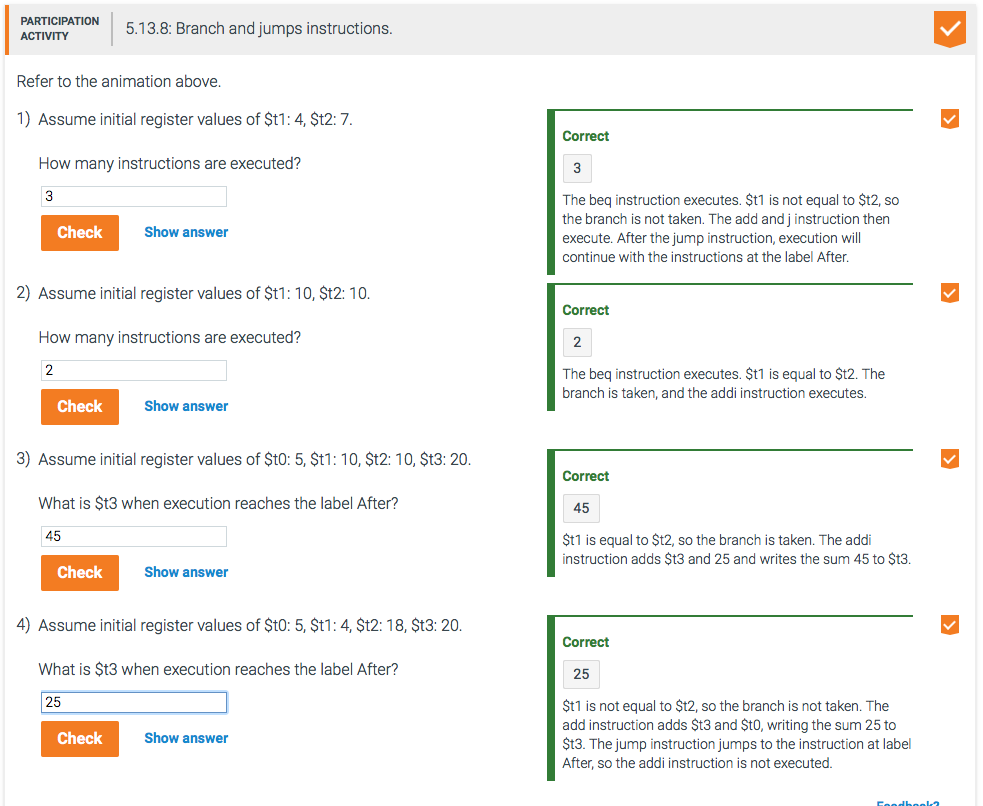 PARTICIPATION
ACTIVITY
5.13.8: Branch and jumps instructions.
Refer to the animation above.
1) Assume initial register values of $t1: 4, $t2: 7.
How many instructions are executed?
3
Check Show answer
Correct
3
The beq instruction executes. $t1 is not equal to $t2, so
the branch is not taken. The add and j instruction then
execute. After the jump instruction, execution will
continue with the instructions at the label After.
2) Assume initial register values of $t1: 10, $t2: 10.
How many instructions are executed?
2
Check Show answer
Correct
2
The beq instruction executes. $t1 is equal to $t2. The
branch is taken, and the addi instruction executes.
3) Assume initial register values of $t0: 5, $t1: 10, $t2: 10, $t3: 20.
What is $t3 when execution reaches the label After?
45
Check Show answer
Correct
45
$t1 is equal to $t2, so the branch is taken. The addi
instruction adds $t3 and 25 and writes the sum 45 to $t3.
4) Assume initial register values of $t0: 5, $t1: 4, $t2: 18, $t3: 20.
What is $t3 when execution reaches the label After?
25
Check Show answer
Correct
25
$t1 is not equal to $t2, so the branch is not taken. The
add instruction adds $t3 and $t0, writing the sum 25 to
$t3. The jump instruction jumps to the instruction at label
After, so the addi instruction is not executed.
Feedback?